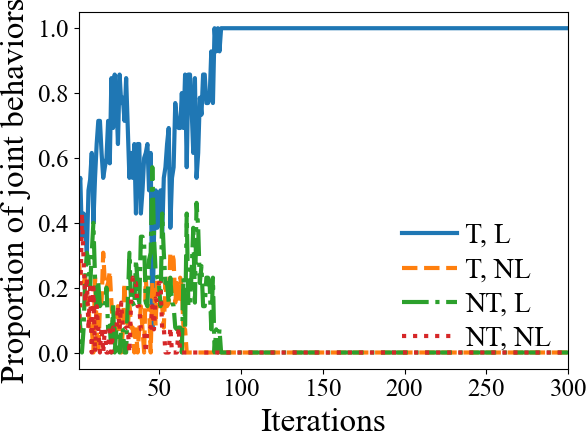 Proportion of joint behaviors
1.0
0.8
0.6
0.4
0.2
0.0
T, L
T, NL
NT, L
NT, NL
50 100 150 200 250 300
Iterations